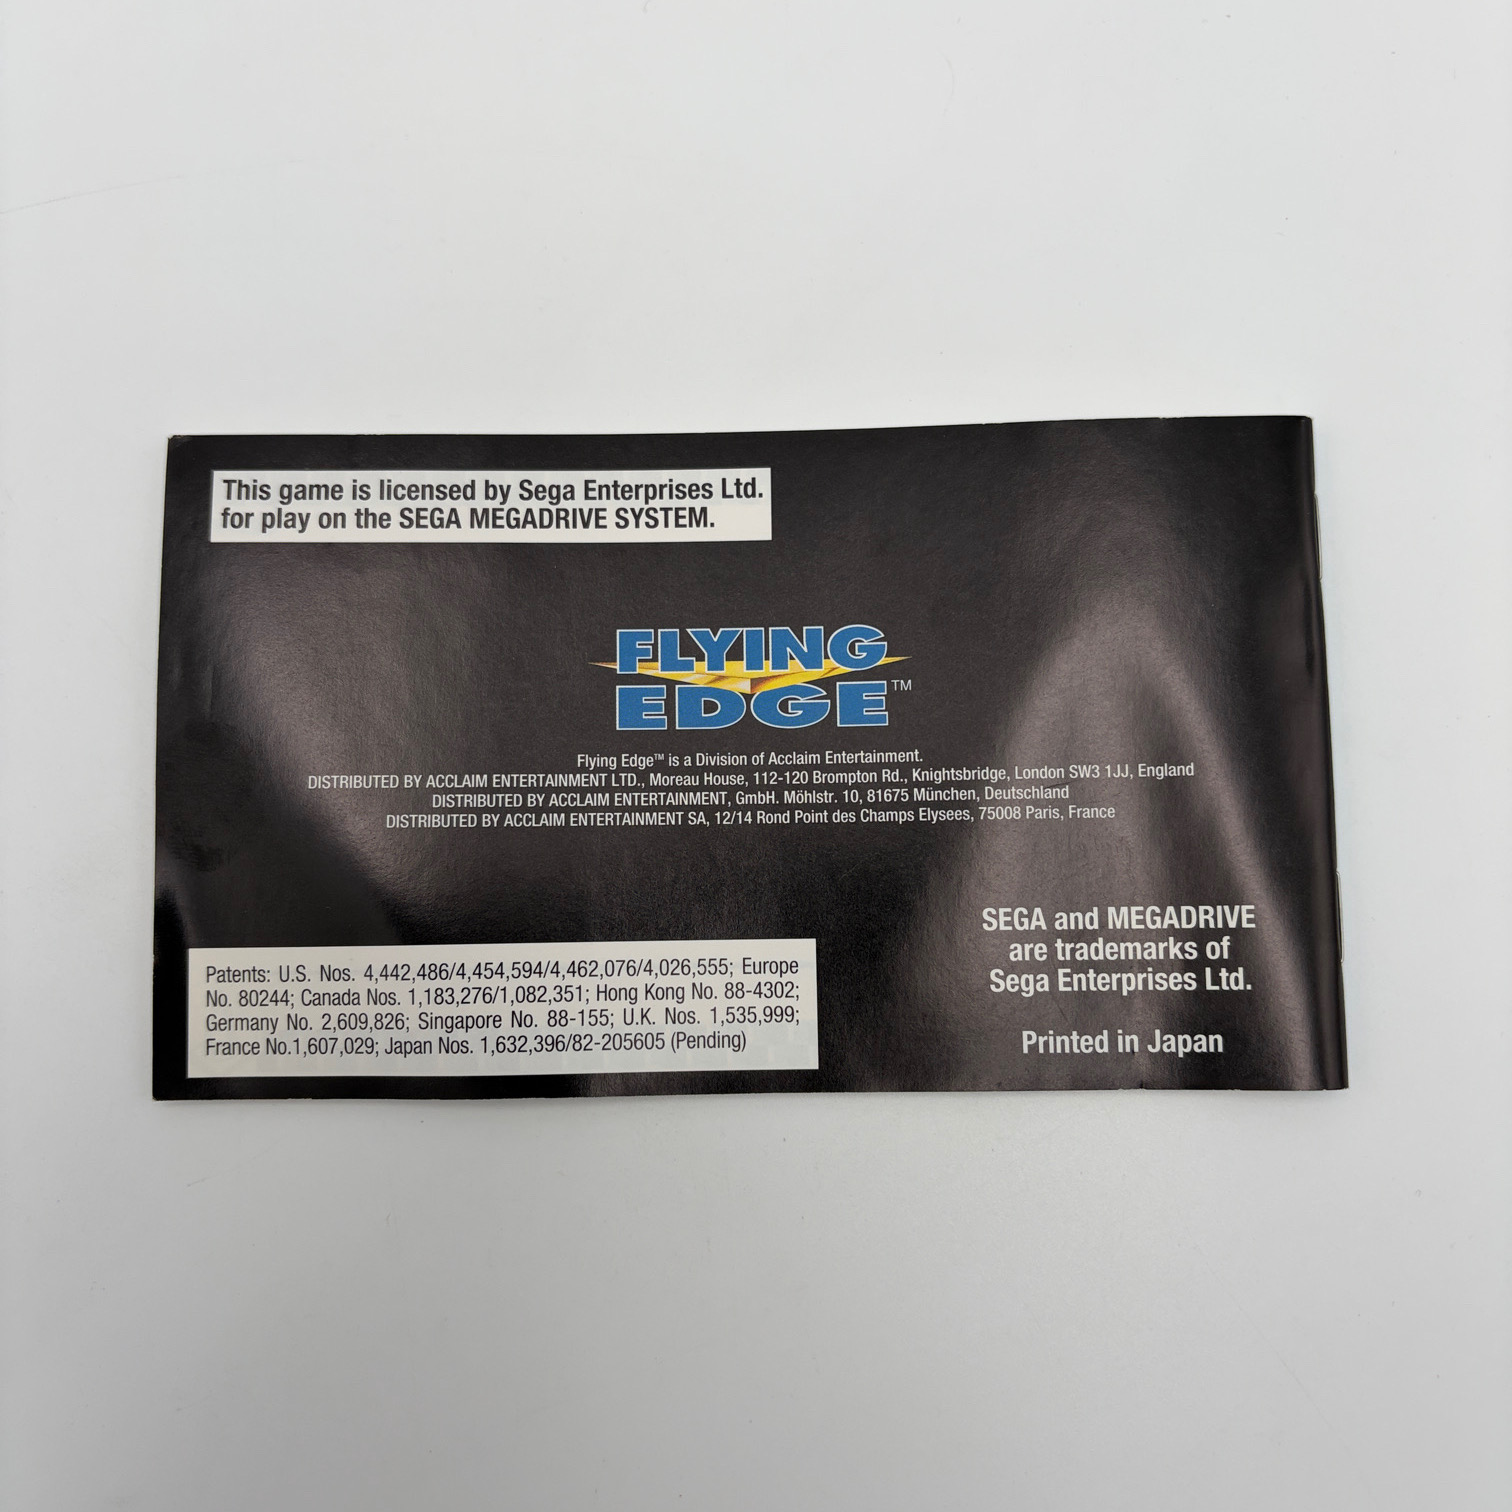 This game is licensed by Sega Enterprises Ltd.
for play on the SEGA MEGADRIVE SYSTEM.
FLYING
EDGE™
Flying Edge™ is a Division of Acclaim Entertainment.
DISTRIBUTED BY ACCLAIM ENTERTAINMENT LTD., Moreau House, 112-120 Brompton Rd., Knightsbridge, London SW3 1JJ, England
DISTRIBUTED BY ACCLAIM ENTERTAINMENT, GmbH. Möhlstr. 10, 81675 München, Deutschland
DISTRIBUTED BY ACCLAIM ENTERTAINMENT SA, 12/14 Rond Point des Champs Elysees, 75008 Paris, France
Patents: U.S. Nos. 4,442,486/4,454,594/4,462,076/4,026,555; Europe
No. 80244; Canada Nos. 1,183,276/1,082,351; Hong Kong No. 88-4302;
Germany No. 2,609,826; Singapore No. 88-155; U.K. Nos. 1,535,999;
France No.1,607,029; Japan Nos. 1,632,396/82-205605 (Pending)
SEGA and MEGADRIVE
are trademarks of
Sega Enterprises Ltd.
Printed in Japan